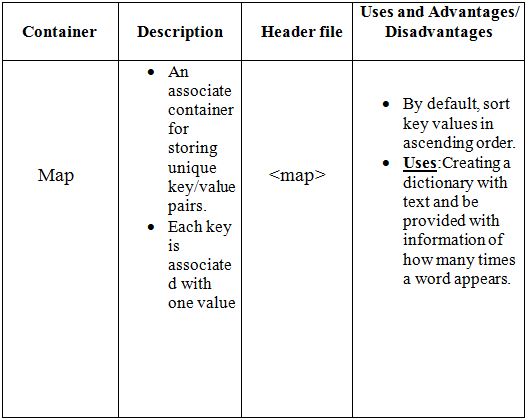 Container
Description
Header file
Uses and Advantages/
Disadvantages
Map
• An
associate
container
for
storing
unique
key/value
pairs.
• Each key
is
associate
d with
one value
<map>
• By default, sort
key values in
ascending order.
• Uses:Creating a
dictionary with
text and be
provided with
information of
how many times
a word appears.